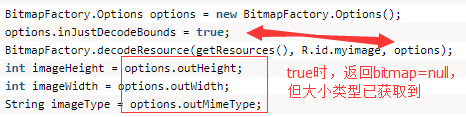 BitmapFactory.Options options = new BitmapFactory.Options();
options.inJustDecodeBounds = true;
BitmapFactory.decodeResource(getResources(), R.id.myimage, options);
int imageHeight = options.outHeight;
int imageWidth = options.outWidth;
String imageType = options.outMimeType;
true时，返回bitmap=null，
但大小类型已获取到